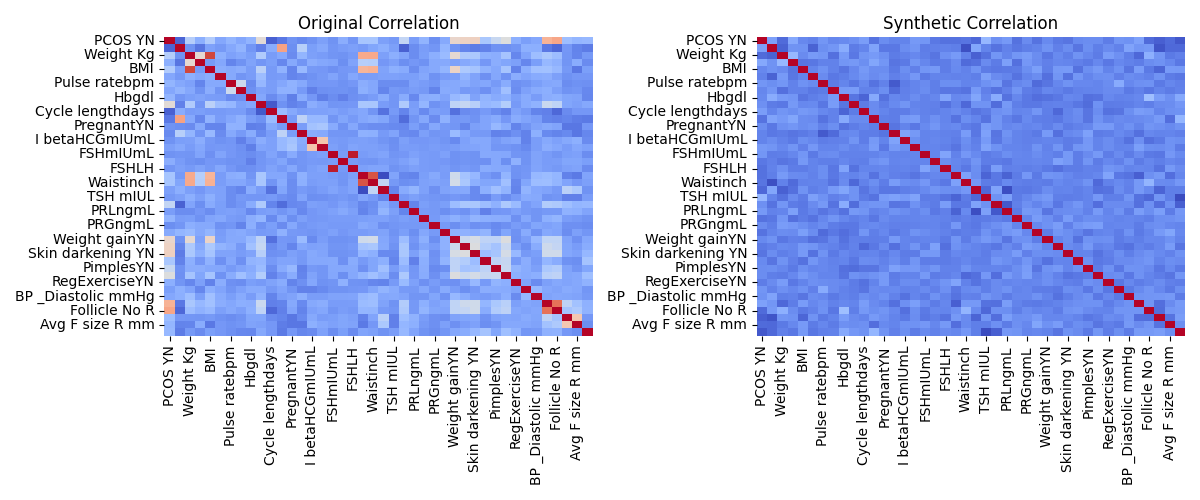 Original Correlation
PCOS YN
Weight Kg
BMI
Pulse ratebpm
Hbgdl
Cycle lengthdays
PregnantYN
I betaHCGmIUmL
FSHmIUmL
FSHLH
Waistinch
TSH mIUL
PRLngmL
PRGngmL
Weight gainYN
Skin darkening YN
PimplesYN
RegExerciseYN
BP _Diastolic mmHg
Follicle No R
Avg F size R mm
PCOS YN
Weight Kg
BMI
Pulse ratebpm
Hbgdl
Cycle lengthdays
PregnantYN
I betaHCGmIUmL
FSHmIUmL
FSHLH
Waistinch
TSH mIUL
PRLngmL
PRGngmL
Weight gainYN
Skin darkening YN
PimplesYN
RegExerciseYN
BP _Diastolic mmHg
Follicle No R
Avg F size R mm
Synthetic Correlation
PCOS YN
Weight Kg
BMI
Pulse ratebpm
Hbgdl
Cycle lengthdays
PregnantYN
I betaHCGmIUmL
FSHmIUmL
FSHLH
Waistinch
TSH mIUL
PRLngmL
PRGngmL
Weight gainYN
Skin darkening YN
PimplesYN
RegExerciseYN
BP _Diastolic mmHg
Follicle No R
Avg F size R mm
PCOS YN
Weight Kg
BMI
Pulse ratebpm
Hbgdl
Cycle lengthdays
PregnantYN
I betaHCGmIUmL
FSHmIUmL
FSHLH
Waistinch
TSH mIUL
PRLngmL
PRGngmL
Weight gainYN
Skin darkening YN
PimplesYN
RegExerciseYN
BP _Diastolic mmHg
Follicle No R
Avg F size R mm